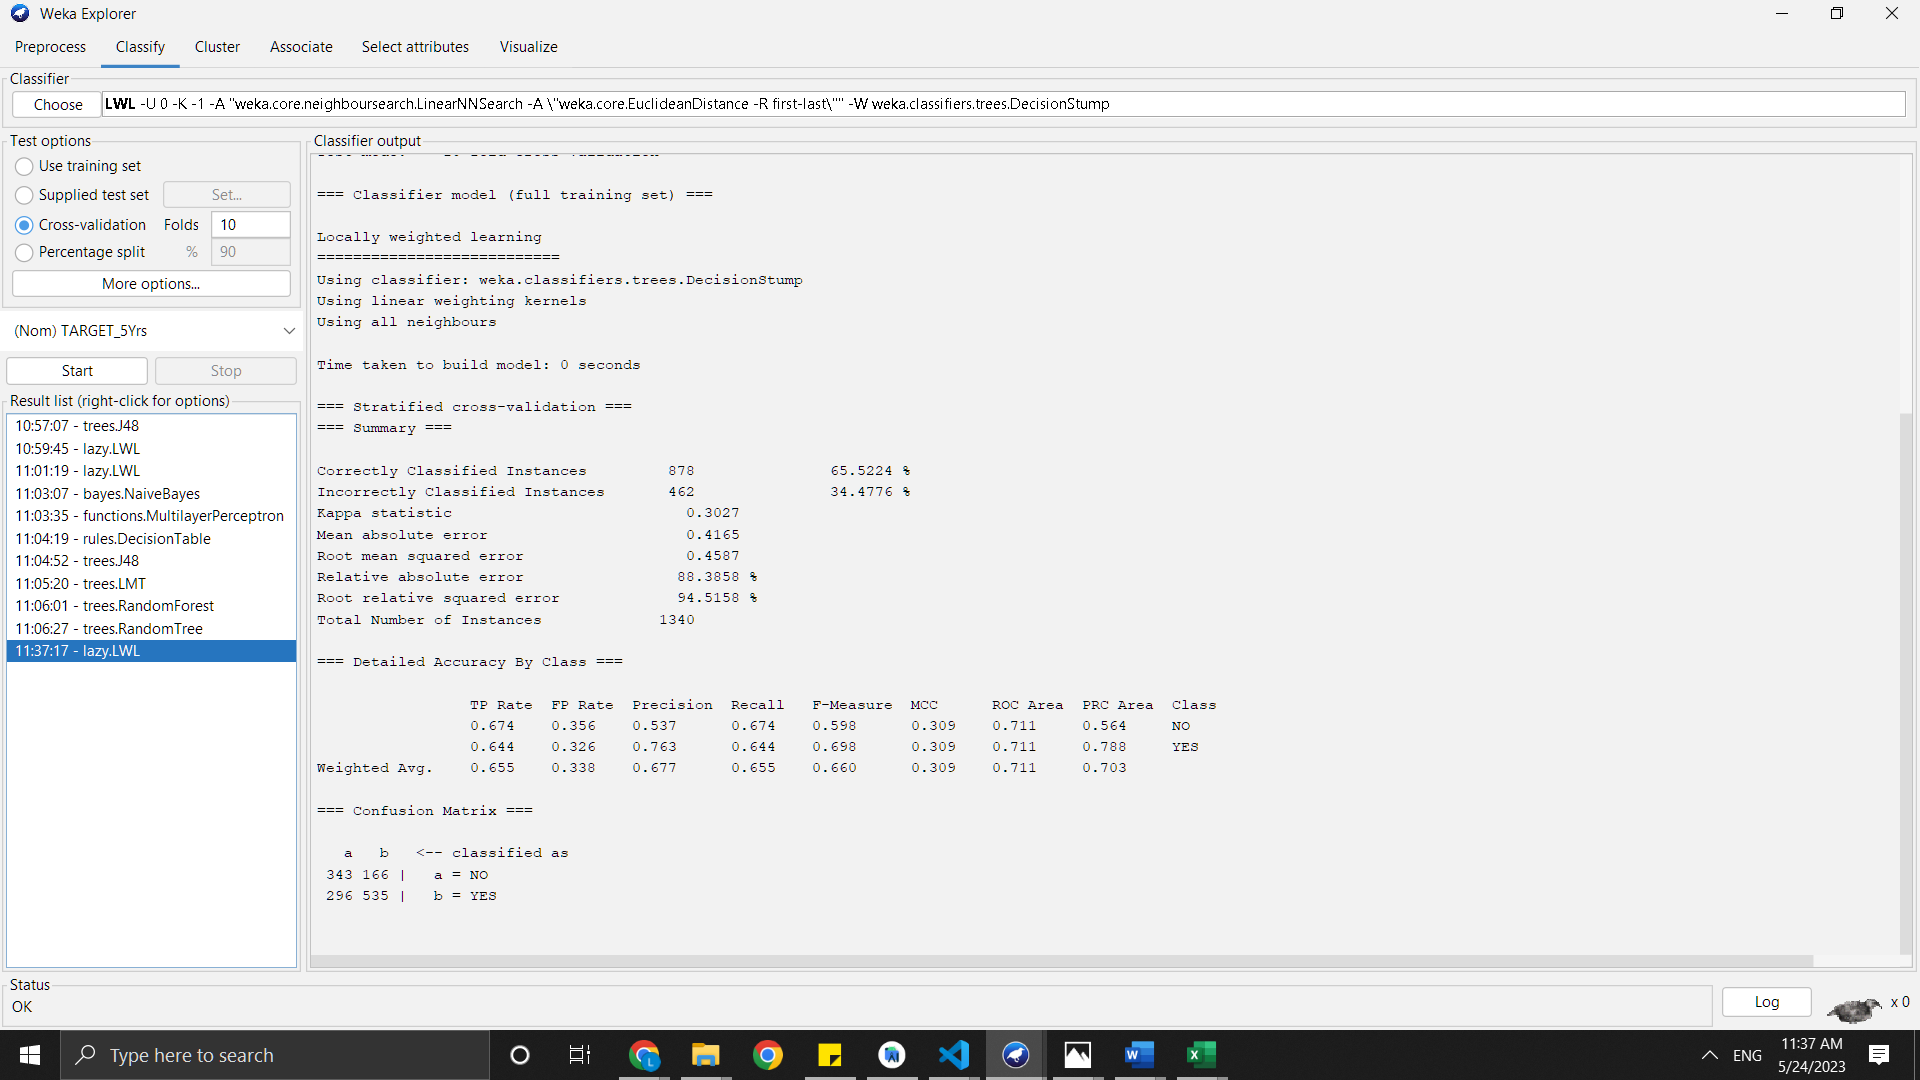 Weka Explorer
Preprocess Classify Cluster Associate Select attributes Visualize
Classifier
Choose LWL -U 0 -K -1 -A "weka.core.neighboursearch.LinearNNSearch -A \"weka.core.EuclideanDistance -R first-last\"" -W weka.classifiers.trees.DecisionStump
Test options
Use training set
Supplied test set Set...
Cross-validation Folds 10
Percentage split % 90
More options...
(Nom) TARGET_5Yrs
Start Stop
Result list (right-click for options)
10:57:07 - trees.J48
10:59:45 - lazy.LWL
11:01:19 - lazy.LWL
11:03:07 - bayes.NaiveBayes
11:03:35 - functions.MultilayerPerceptron
11:04:19 - rules.DecisionTable
11:04:52 - trees.J48
11:05:20 - trees.LMT
11:06:01 - trees.RandomForest
11:06:27 - trees.RandomTree
11:37:17 - lazy.LWL
Classifier output
=== Classifier model (full training set) ===
Locally weighted learning
===========================
Using classifier: weka.classifiers.trees.DecisionStump
Using linear weighting kernels
Using all neighbours
Time taken to build model: 0 seconds
=== Stratified cross-validation ===
=== Summary ===
Correctly Classified Instances 878 65.5224 %
Incorrectly Classified Instances 462 34.4776 %
Kappa statistic 0.3027
Mean absolute error 0.4165
Root mean squared error 0.4587
Relative absolute error 88.3858 %
Root relative squared error 94.5158 %
Total Number of Instances 1340
=== Detailed Accuracy By Class ===
TP Rate FP Rate Precision Recall F-Measure MCC ROC Area PRC Area Class
0.674 0.356 0.537 0.674 0.598 0.309 0.711 0.564 NO
0.644 0.326 0.763 0.644 0.698 0.309 0.711 0.788 YES
Weighted Avg. 0.655 0.338 0.677 0.655 0.660 0.309 0.711 0.703
=== Confusion Matrix ===
a b <-- classified as
343 166 | a = NO
296 535 | b = YES
Status
OK
Log x 0
Type here to search
ENG
11:37 AM
5/24/2023